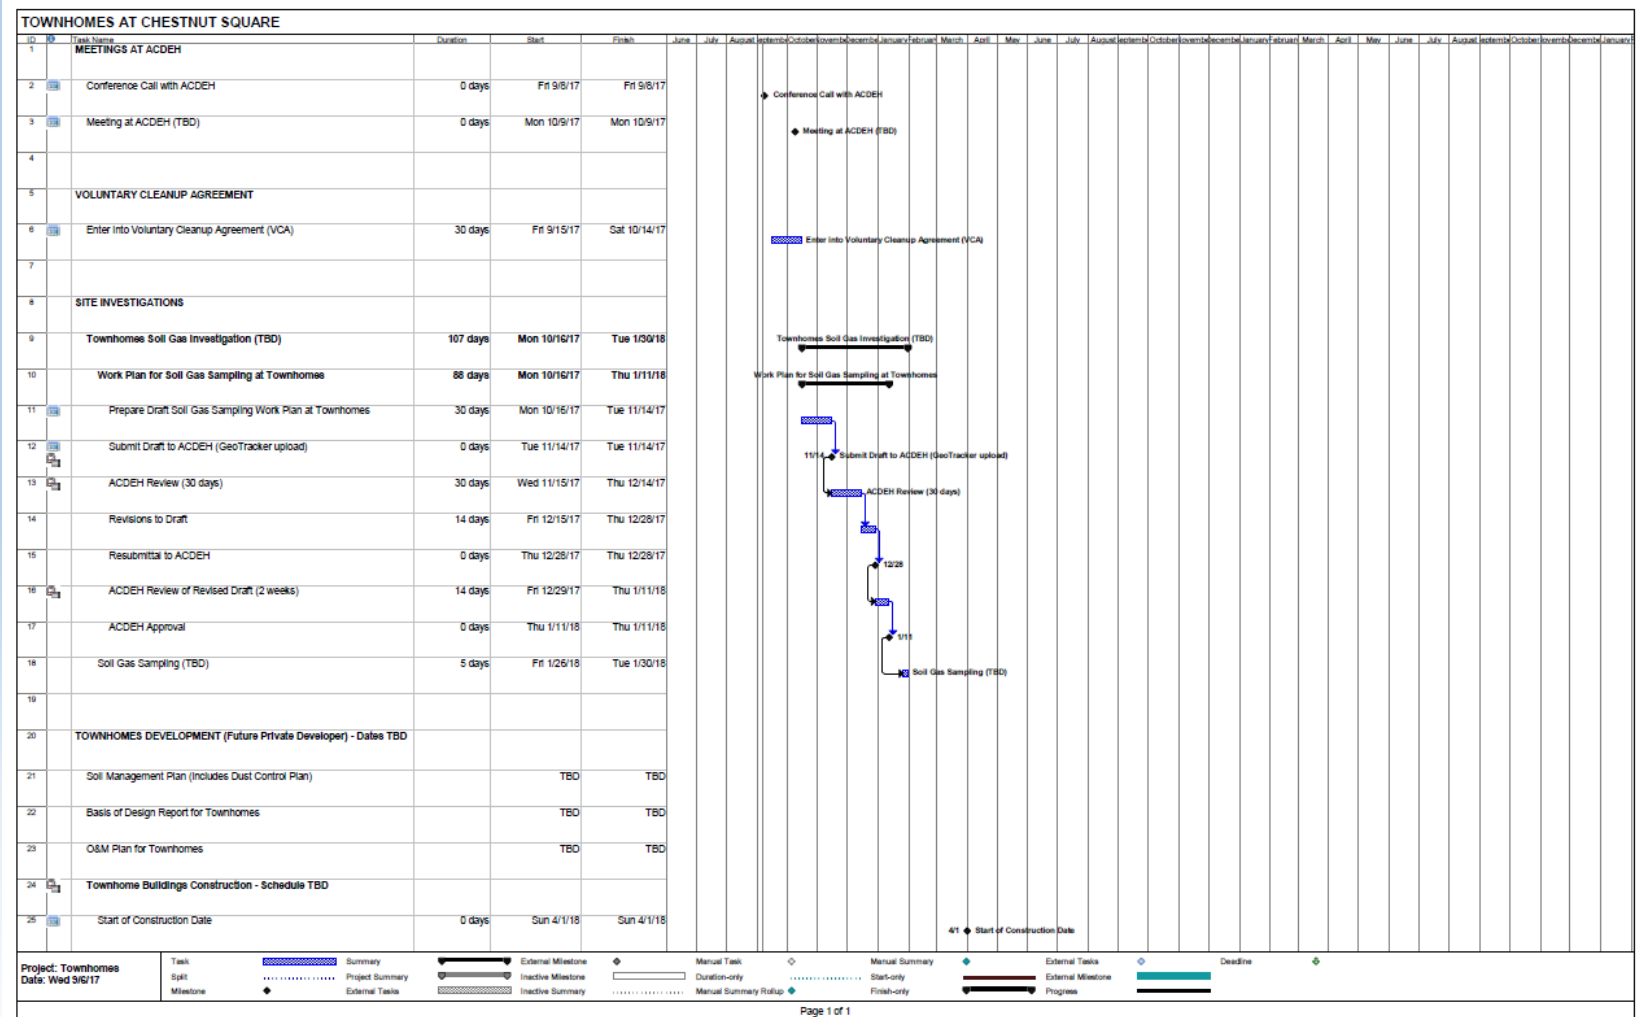 TOWNHOMES AT CHESTNUT SQUARE
ID Task Name Duration Start Finish June July August September October November December January February March April May June July August September October November December January February March April May June July August September October November December January
1 MEETINGS AT ACDEH
2 Conference Call with ACDEH 0 days Fri 9/8/17 Fri 9/8/17
Conference Call with ACDEH
3 Meeting at ACDEH (TBD) 0 days Mon 10/9/17 Mon 10/9/17
Meeting at ACDEH (TBD)
4
5 VOLUNTARY CLEANUP AGREEMENT
6 Enter into Voluntary Cleanup Agreement (VCA) 30 days Fri 9/15/17 Sat 10/14/17
Enter into Voluntary Cleanup Agreement (VCA)
7
8 SITE INVESTIGATIONS
9 Townhomes Soil Gas Investigation (TBD) 107 days Mon 10/16/17 Tue 1/30/18 Townhomes Soil Gas Investigation (TBD)
10 Work Plan for Soil Gas Sampling at Townhomes 88 days Mon 10/16/17 Thu 1/11/18 Work Plan for Soil Gas Sampling at Townhomes
11 Prepare Draft Soil Gas Sampling Work Plan at Townhomes 30 days Mon 10/16/17 Tue 11/14/17
12 Submit Draft to ACDEH (GeoTracker upload) 0 days Tue 11/14/17 Tue 11/14/17
11/14 Submit Draft to ACDEH (GeoTracker upload)
13 ACDEH Review (30 days) 30 days Wed 11/15/17 Thu 12/14/17
ACDEH Review (30 days)
14 Revisions to Draft 14 days Fri 12/15/17 Thu 12/28/17
15 Resubmittal to ACDEH 0 days Thu 12/28/17 Thu 12/28/17
12/28
16 ACDEH Review of Revised Draft (2 weeks) 14 days Fri 12/29/17 Thu 1/11/18
17 ACDEH Approval 0 days Thu 1/11/18 Thu 1/11/18
1/11
18 Soil Gas Sampling (TBD) 5 days Fri 1/26/18 Tue 1/30/18
Soil Gas Sampling (TBD)
19
20 TOWNHOMES DEVELOPMENT (Future Private Developer) - Dates TBD
21 Soil Management Plan (Includes Dust Control Plan) TBD TBD
22 Basis of Design Report for Townhomes TBD TBD
23 O&M Plan for Townhomes TBD TBD
24 Townhome Buildings Construction - Schedule TBD
25 Start of Construction Date 0 days Sun 4/1/18 Sun 4/1/18
4/1 Start of Construction Date
Project: Townhomes
Date: Wed 9/6/17
Task Summary External Milestone Manual Task Manual Summary External Tasks Deadline
Split Project Summary Inactive Milestone Duration-only Start-only External Milestone
Milestone External Tasks Inactive Summary Manual Summary Rollup Finish-only Progress
Page 1 of 1